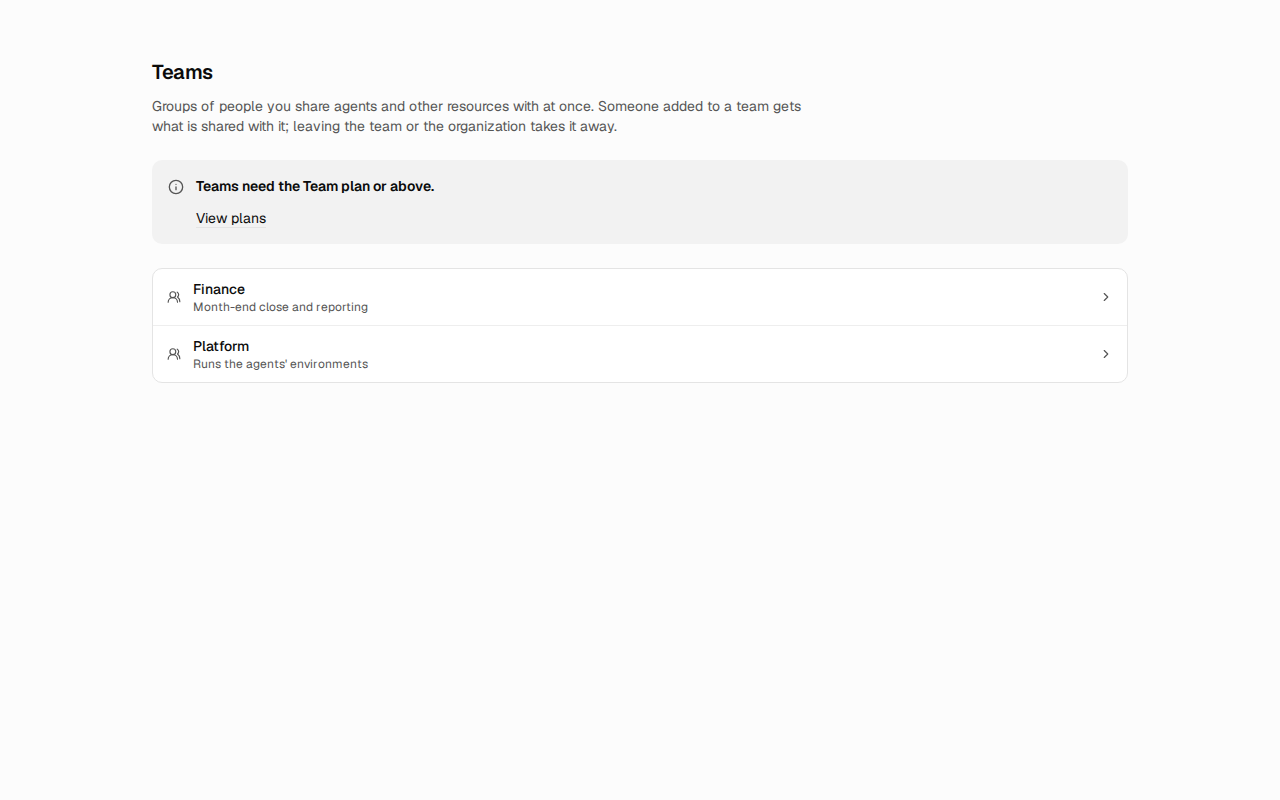 Teams
Groups of people you share agents and other resources with at once. Someone added to a team gets
what is shared with it; leaving the team or the organization takes it away.
Teams need the Team plan or above.
View plans
Finance
Month-end close and reporting
Platform
Runs the agents' environments